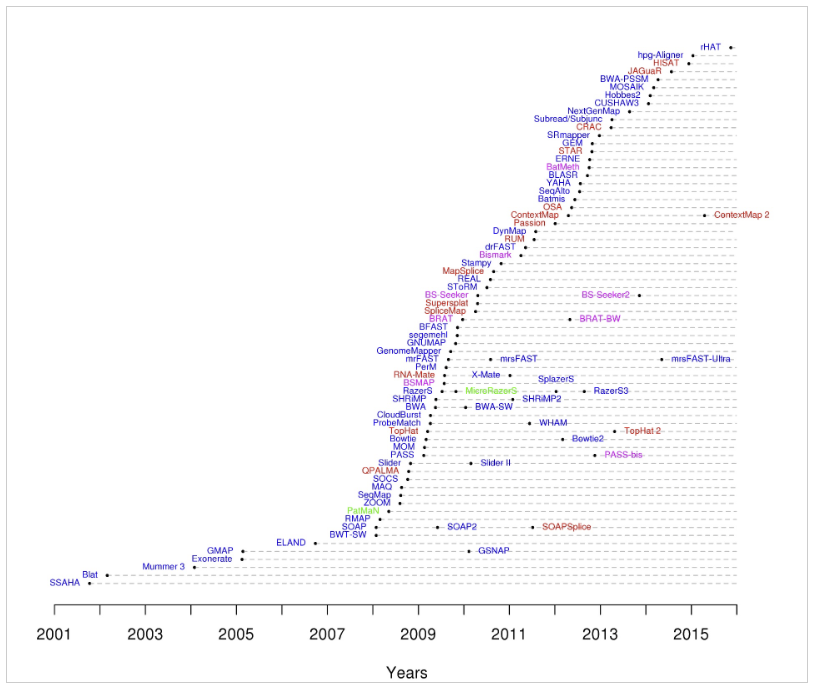 rHAT
hpg-Aligner
HISAT
JAGuaR
BWA-PSSM
MOSAIK
Hobbes2
CUSHAW3
NextGenMap
Subread/Subjunc
CRAC
SRmapper
GEM
STAR
ERNE
BatMeth
BLASR
YAHA
SeqAlto
Batmis
OSA
ContextMap ContextMap 2
Passion
DynMap
RUM
drFAST
Bismark
Stampy
MapSplice
REAL
SToRM
BS-Seeker BS-Seeker2
Supersplat
SpliceMap
BRAT BRAT-BW
BFAST
segemehl
GNUMAP
GenomeMapper
mrFAST mrsFAST mrsFAST-Ultra
PerM
RNA-Mate X-Mate
BSMAP SplazerS
RazerS MicroRazerS RazerS3
SHRiMP SHRiMP2
BWA BWA-SW
CloudBurst
ProbeMatch WHAM
TopHat TopHat 2
Bowtie Bowtie2
MOM
PASS PASS-bis
Slider Slider II
QPALMA
SOCS
MAQ
SeqMap
ZOOM
PatMaN
RMAP
SOAP SOAP2 SOAPSplice
BWT-SW
ELAND
GMAP GSNAP
Exonerate
Mummer 3
Blat
SSAHA
2001 2003 2005 2007 2009 2011 2013 2015
Years